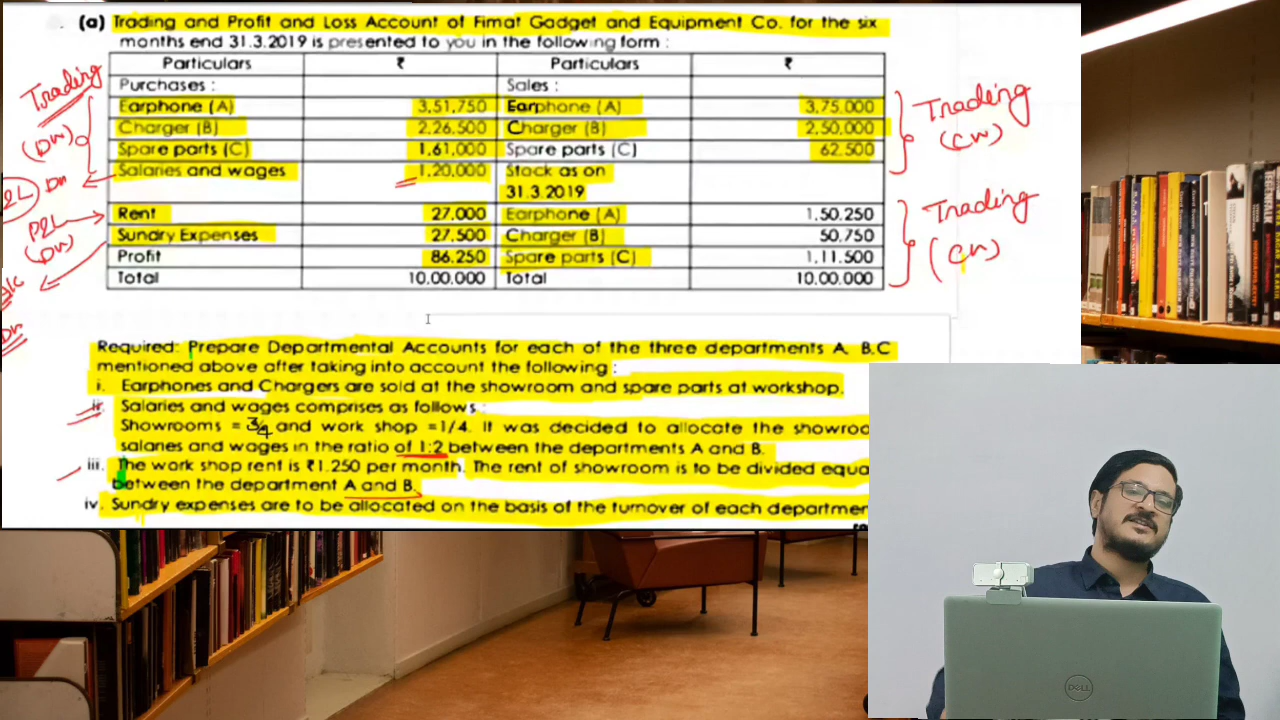 (a) Trading and Profit and Loss Account of Fimat Gadget and Equipment Co. for the six
months end 31.3.2019 is presented to you in the following form :
Particulars ₹ Particulars ₹
Purchases : Sales :
Earphone (A) 3,51,750 Earphone (A) 3,75,000
Charger (B) 2,26,500 Charger (B) 2,50,000
Spare parts (C) 1,61,000 Spare parts (C) 62,500
Salaries and wages 1,20,000 Stock as on
31.3.2019
Rent 27,000 Earphone (A) 1,50,250
Sundry Expenses 27,500 Charger (B) 50,750
Profit 86,250 Spare parts (C) 1,11,500
Total 10,00,000 Total 10,00,000
Trading
(Dr)
Dr
P&L
(Dr)
Dr
Trading
(Cr)
Trading
(Cr)
Required: Prepare Departmental Accounts for each of the three departments A, B,C
mentioned above after taking into account the following :
i. Earphones and Chargers are sold at the showroom and spare parts at workshop.
ii. Salaries and wages comprises as follows :
Showrooms = 3/4 and work shop =1/4. It was decided to allocate the showroo
salaries and wages in the ratio of 1:2 between the departments A and B.
iii. The work shop rent is ₹1,250 per month. The rent of showroom is to be divided equa
between the department A and B.
iv. Sundry expenses are to be allocated on the basis of the turnover of each departmen
DELL